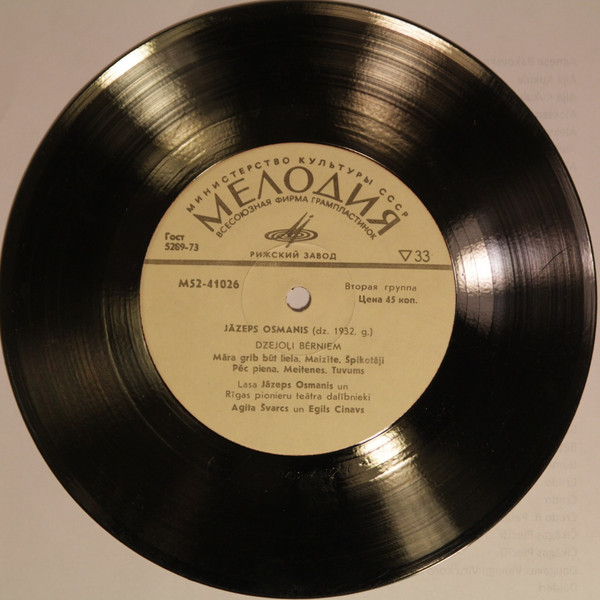 МИНИСТЕРСТВО КУЛЬТУРЫ СССР
МЕЛОДИЯ
ВСЕСОЮЗНАЯ ФИРМА ГРАМПЛАСТИНОК
Гост
5289-73
РИЖСКИЙ ЗАВОД
33
М52-41026
Вторая группа
Цена 45 коп.
JĀZEPS OSMANIS (dz. 1932. g.)
DZEJOĻI BĒRNIEM
Māra grib būt liela. Maizīte. Spīkotāji
Pēc piena. Meitenes. Tuvums
Lasa Jāzeps Osmanis un
Rīgas pionieru teātra dalībnieki
Agita Švarcs un Egils Cinavs